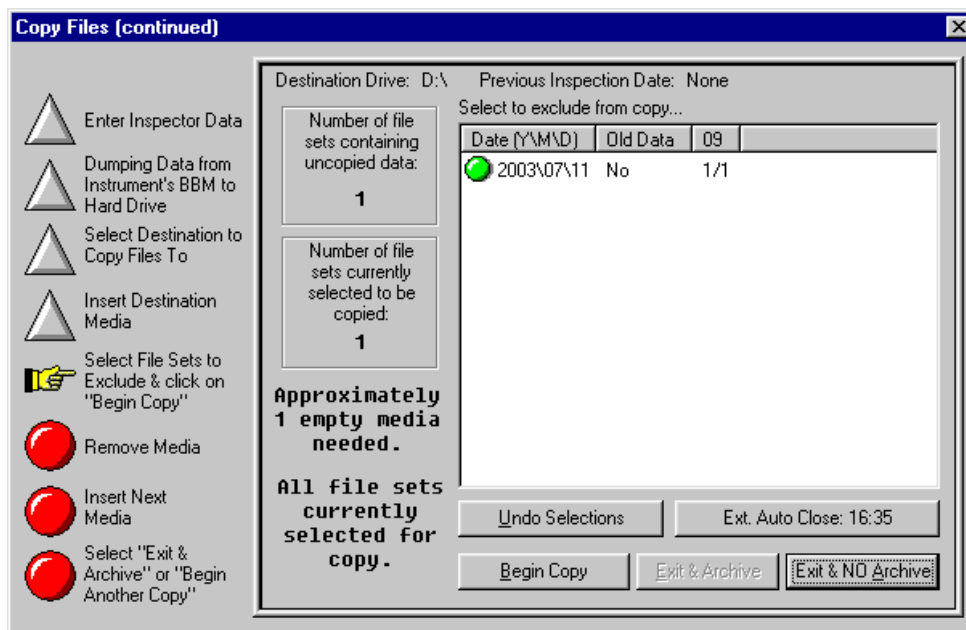 Copy Files (continued)
Enter Inspector Data
Dumping Data from
Instrument's BBM to
Hard Drive
Select Destination to
Copy Files To
Insert Destination
Media
Select File Sets to
Exclude & click on
"Begin Copy"
Remove Media
Insert Next
Media
Select "Exit &
Archive" or "Begin
Another Copy"
Destination Drive: D:\ Previous Inspection Date: None
Number of file
sets containing
uncopied data:
1
Number of file
sets currently
selected to be
copied:
1
Approximately
1 empty media
needed.
All file sets
currently
selected for
copy.
Select to exclude from copy...
Date (Y\M\D) Old Data 09
2003\07\11 No 1/1
Undo Selections Ext. Auto Close: 16:35
Begin Copy Exit & Archive Exit & NO Archive